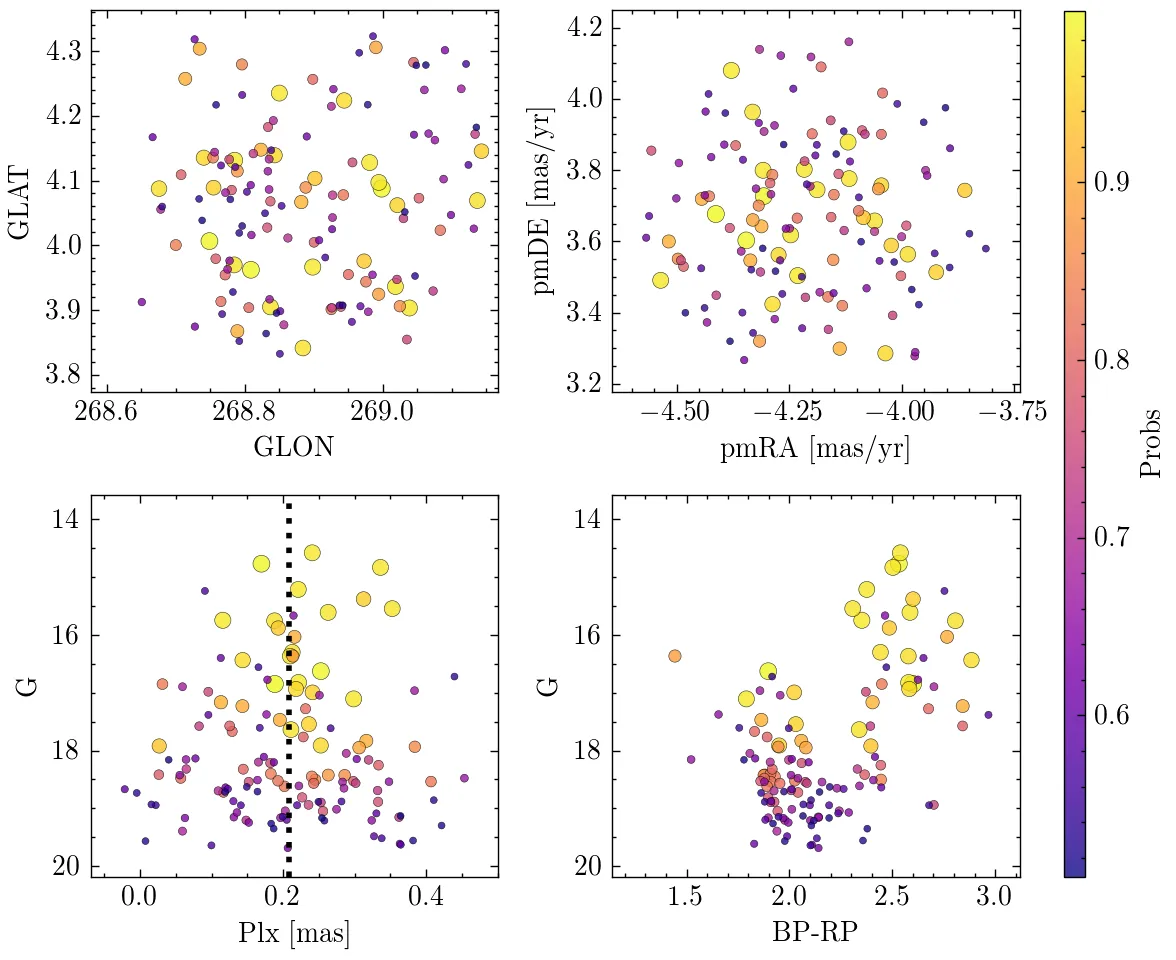 4.3
4.2
4.1
4.0
3.9
3.8
GLAT
268.6 268.8 269.0
GLON
4.2
4.0
3.8
3.6
3.4
3.2
pmDE [mas/yr]
−4.50 −4.25 −4.00 −3.75
pmRA [mas/yr]
14
16
18
20
G
0.0 0.2 0.4
Plx [mas]
14
16
18
20
G
1.5 2.0 2.5 3.0
BP-RP
0.9
0.8
0.7
0.6
Probs